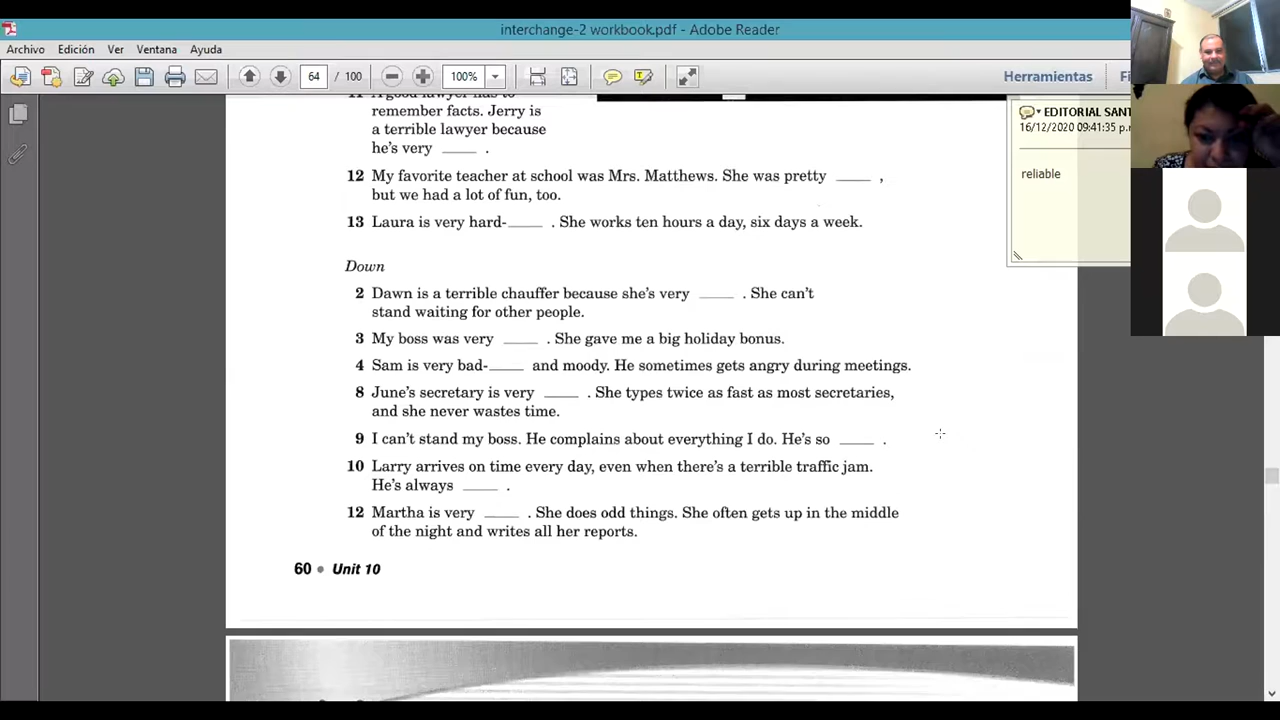 interchange-2 workbook.pdf - Adobe Reader
Archivo Edición Ver Ventana Ayuda
64 / 100 100% Herramientas
remember facts. Jerry is
a terrible lawyer because
he's very ____ .
12 My favorite teacher at school was Mrs. Matthews. She was pretty ____ ,
but we had a lot of fun, too.
13 Laura is very hard-____ . She works ten hours a day, six days a week.
Down
2 Dawn is a terrible chauffer because she's very ____ . She can't
stand waiting for other people.
3 My boss was very ____ . She gave me a big holiday bonus.
4 Sam is very bad-____ and moody. He sometimes gets angry during meetings.
8 June's secretary is very ____ . She types twice as fast as most secretaries,
and she never wastes time.
9 I can't stand my boss. He complains about everything I do. He's so ____ .
10 Larry arrives on time every day, even when there's a terrible traffic jam.
He's always ____ .
12 Martha is very ____ . She does odd things. She often gets up in the middle
of the night and writes all her reports.
60 • Unit 10
EDITORIAL SANT
16/12/2020 09:41:35 p.
reliable